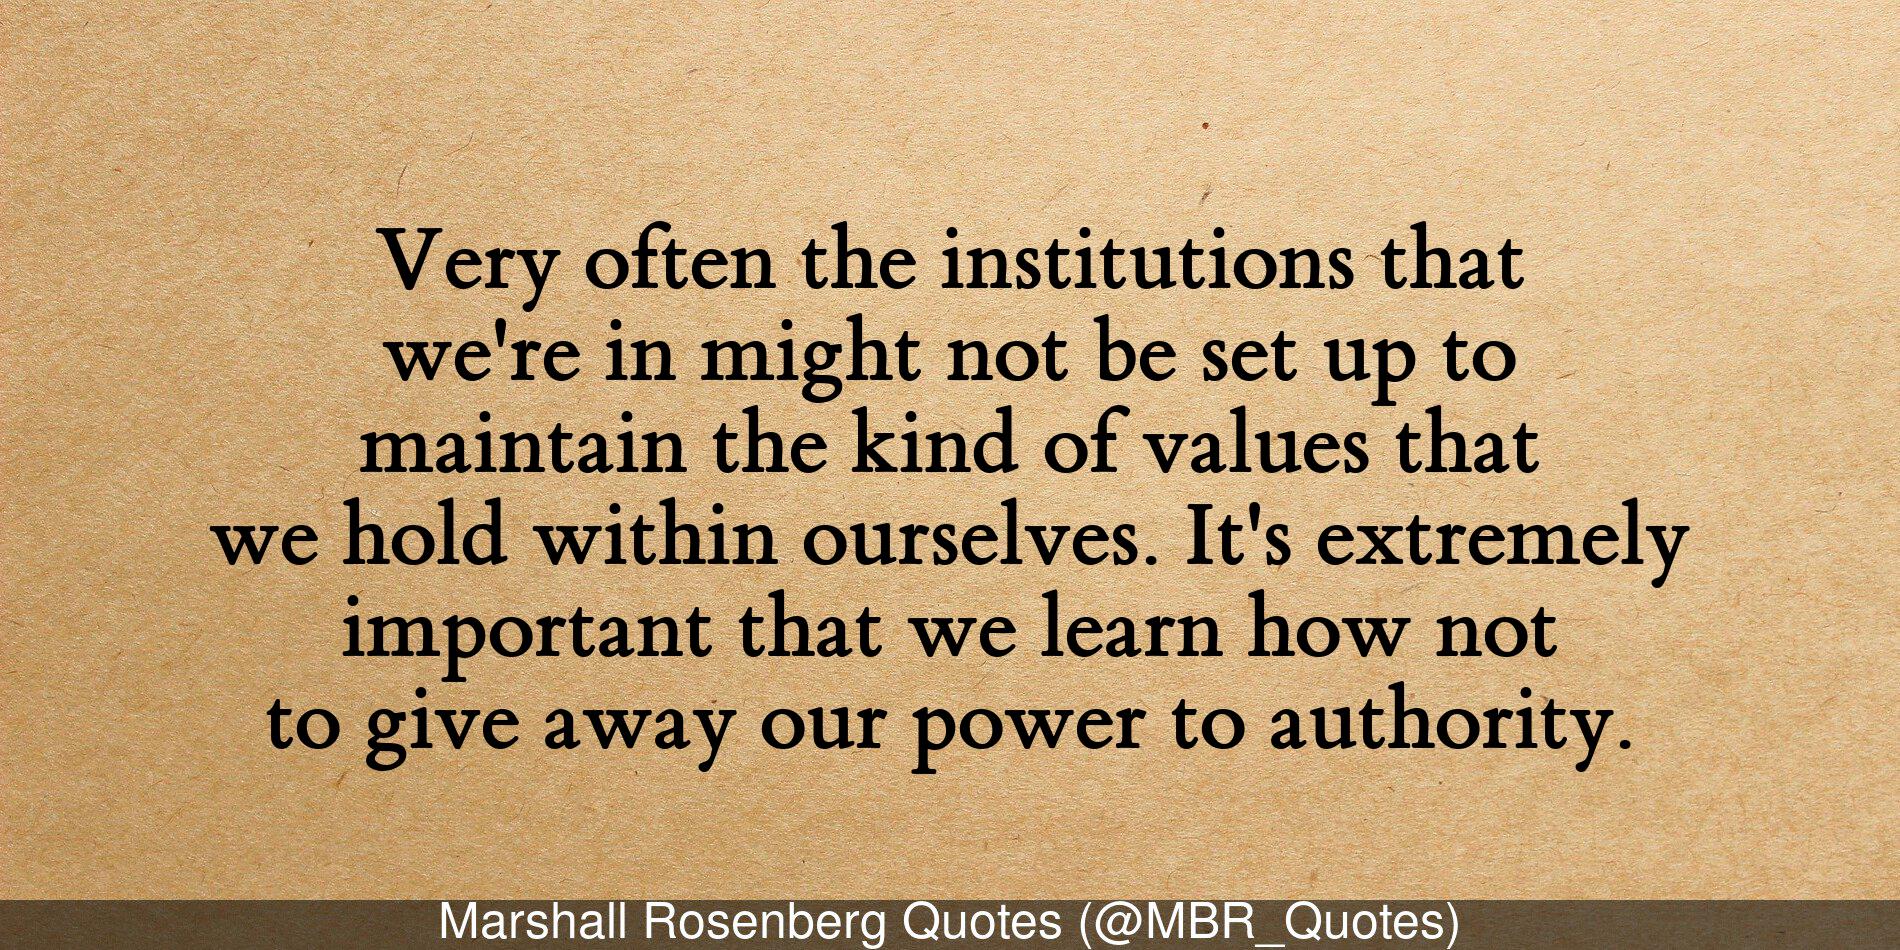 Very often the institutions that
we're in might not be set up to
maintain the kind of values that
we hold within ourselves. It's extremely
important that we learn how not
to give away our power to authority.
Marshall Rosenberg Quotes (@MBR_Quotes)